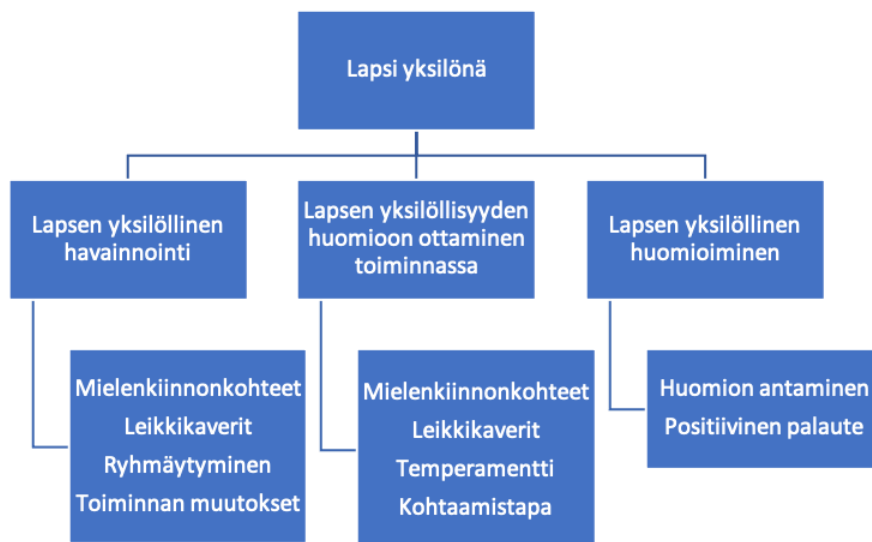 Lapsi yksilönä
Lapsen yksilöllinen
havainnointi
Lapsen yksilöllisyyden
huomioon ottaminen
toiminnassa
Lapsen yksilöllinen
huomioiminen
Mielenkiinnonkohteet
Leikkikaverit
Ryhmäytyminen
Toiminnan muutokset
Mielenkiinnonkohteet
Leikkikaverit
Temperamentti
Kohtaamistapa
Huomion antaminen
Positiivinen palaute